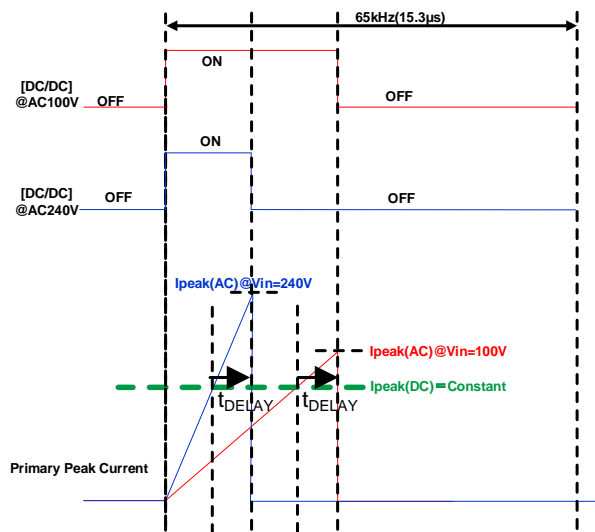 65kHz(15.3μs)
ON
[DC/DC]
@AC100V
OFF
OFF
ON
[DC/DC]
@AC240V
OFF
OFF
Ipeak(AC)@Vin=240V
Ipeak(AC)@Vin=100V
Ipeak(DC)=Constant
tDELAY
tDELAY
Primary Peak Current